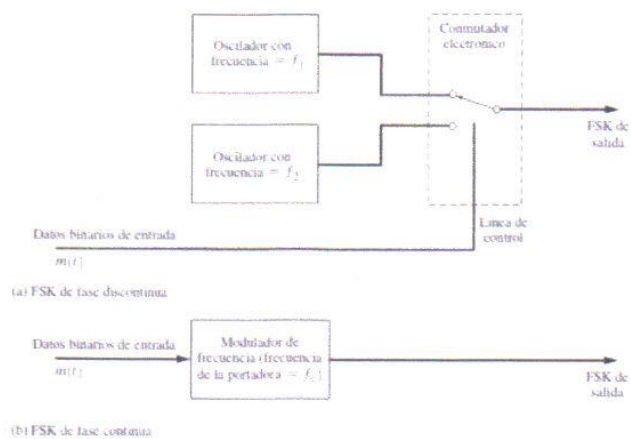 Oscilador con
frecuencia = f₁
Conmutador
electrónico
FSK de
salida
Oscilador con
frecuencia = f₂
Línea de
control
Datos binarios de entrada
m(t)
(a) FSK de fase discontinua
Datos binarios de entrada
m(t)
Modulador de
frecuencia (frecuencia
de la portadora = f_c)
FSK de
salida
(b) FSK de fase continua